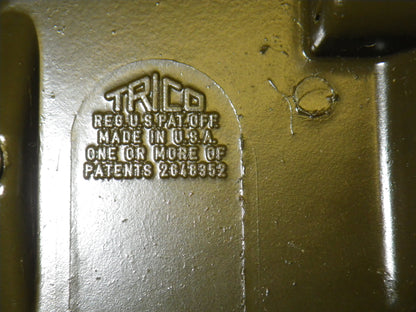 TRICO
REG.U.S.PAT.OFF.
MADE IN U.S.A.
ONE OR MORE OF
PATENTS 2648352